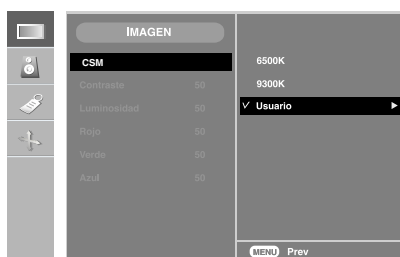 IMAGEN
CSM
Contraste 50
Luminosidad 50
Rojo 50
Verde 50
Azul 50
6500K
9300K
✓ Usuario ▶
MENU Prev